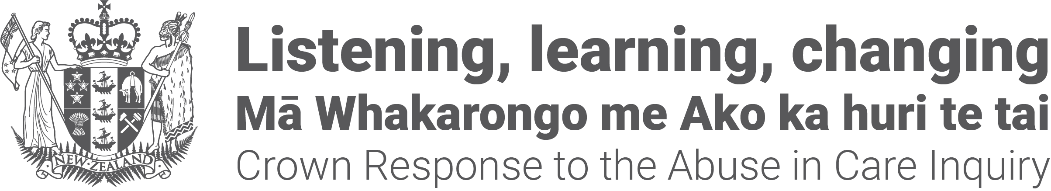 Listening, learning, changing
Mā Whakarongo me Ako ka huri te tai
Crown Response to the Abuse in Care Inquiry
NEW ZEALAND